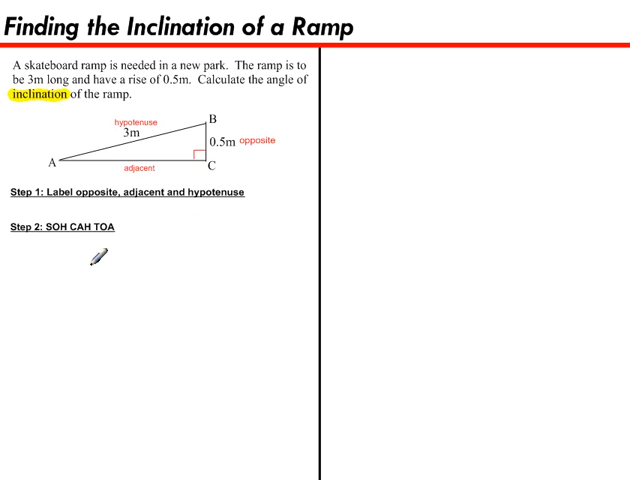 Finding the Inclination of a Ramp
A skateboard ramp is needed in a new park. The ramp is to
be 3m long and have a rise of 0.5m. Calculate the angle of
inclination of the ramp.
hypotenuse
3m
B
0.5m opposite
A
adjacent
C
Step 1: Label opposite, adjacent and hypotenuse
Step 2: SOH CAH TOA